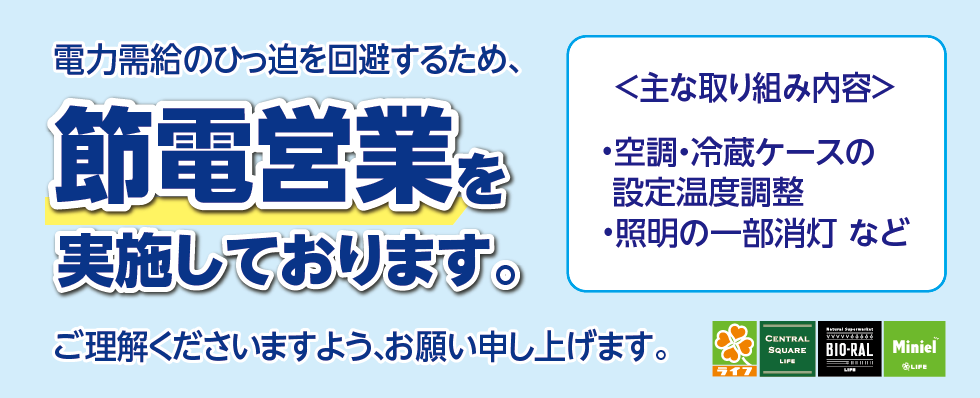 電力需給のひっ迫を回避するため、
節電営業を
実施しております。
ご理解くださいますよう、お願い申し上げます。
＜主な取り組み内容＞
・空調・冷蔵ケースの
設定温度調整
・照明の一部消灯 など
ライフ
CENTRAL
SQUARE
LIFE
Natural Supermarket
BIO-RAL
LIFE
Miniel
LIFE